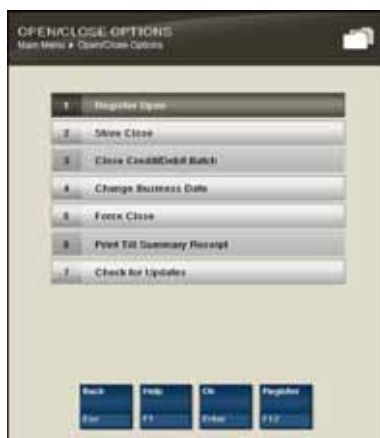 OPEN/CLOSE OPTIONS
Main Menu ▸ Open/Close Options
1 Register Open
2 Store Close
3 Close Credit/Debit Batch
4 Change Business Date
5 Force Close
6 Print Till Summary Receipt
7 Check for Updates
Back Help Ok Register
Esc F1 Enter F12